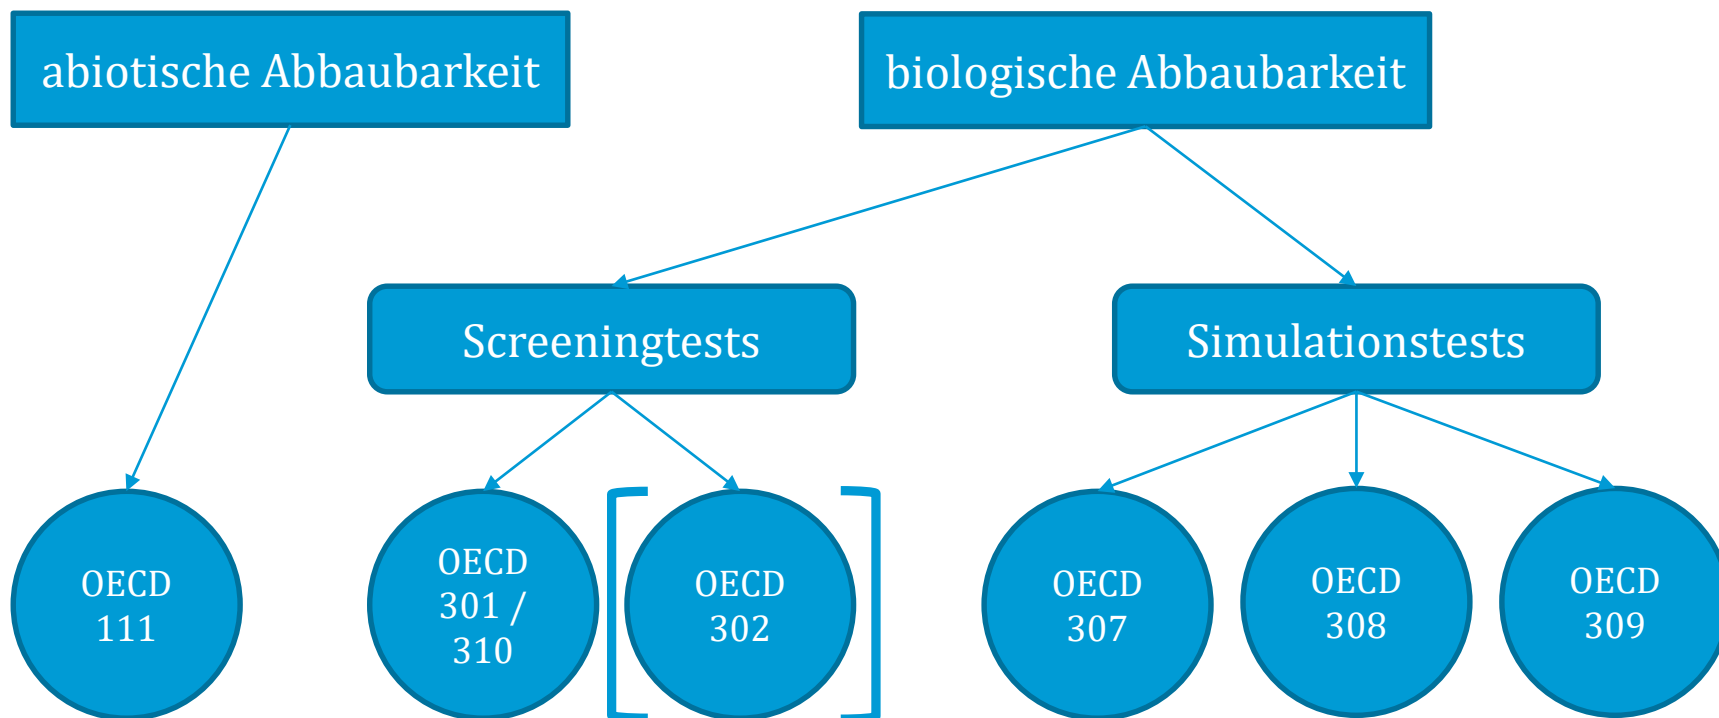 abiotische Abbaubarkeit
biologische Abbaubarkeit
Screeningtests
Simulationstests
OECD
111
OECD
301 /
310
OECD
302
OECD
307
OECD
308
OECD
309